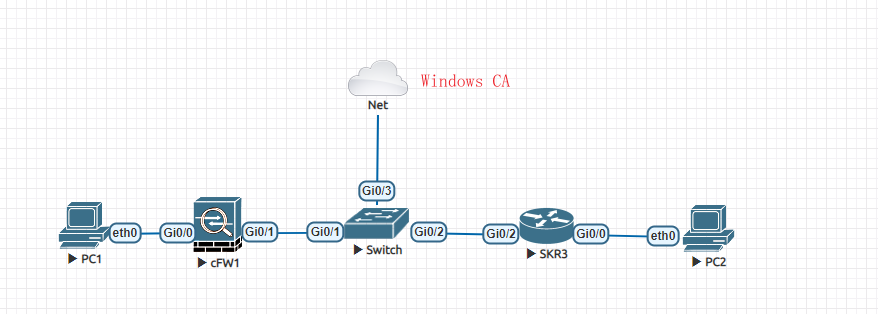 Windows CA
Net
Gi0/3
eth0
Gi0/0
Gi0/1
Gi0/1
Gi0/2
Gi0/2
Gi0/0
eth0
PC1
cFW1
Switch
SKR3
PC2